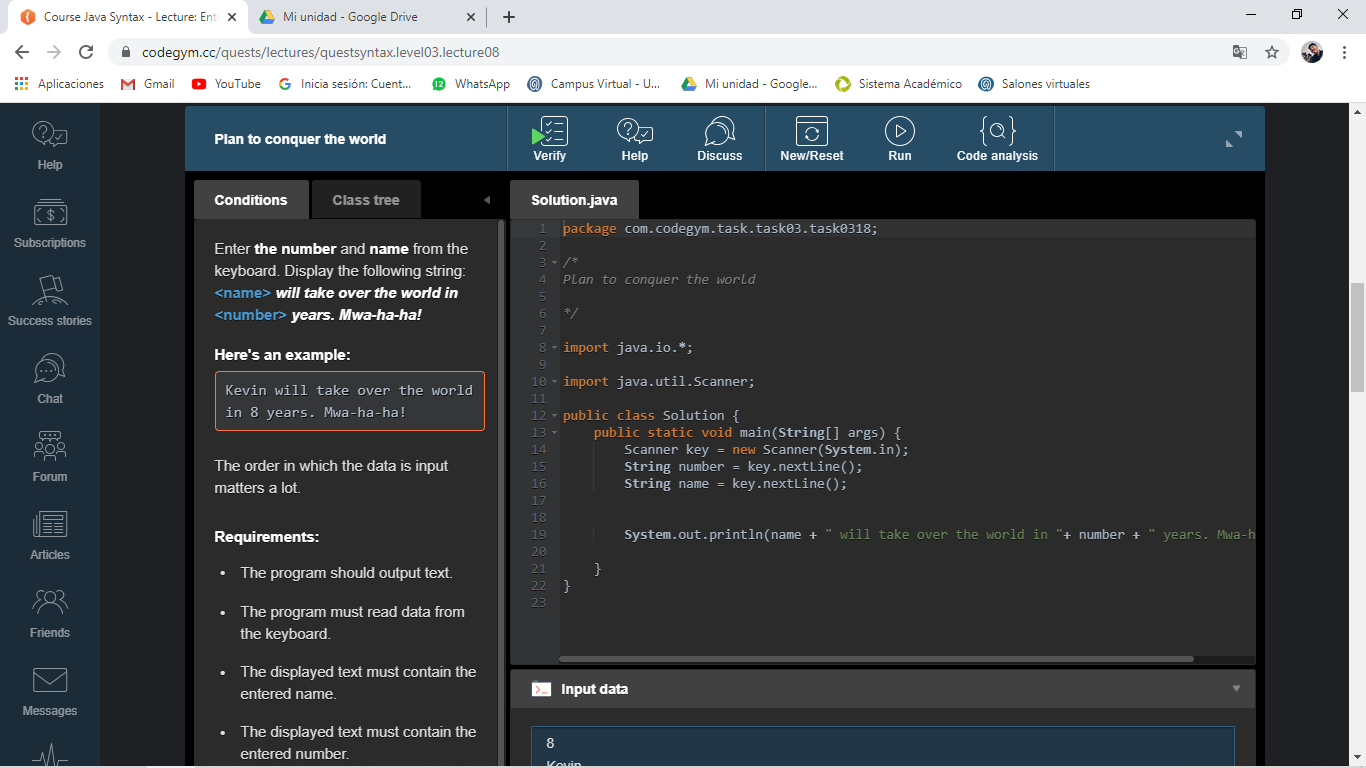 Course Java Syntax - Lecture: Ent
Mi unidad - Google Drive
codegym.cc/quests/lectures/questsyntax.level03.lecture08
Aplicaciones
Gmail
YouTube
Inicia sesión: Cuent...
12
WhatsApp
Campus Virtual - U...
Mi unidad - Google...
Sistema Académico
Salones virtuales
Help
Subscriptions
Success stories
Chat
Forum
Articles
Friends
Messages
Plan to conquer the world
Verify
Help
Discuss
New/Reset
Run
Code analysis
Conditions
Class tree
Enter the number and name from the
keyboard. Display the following string:
<name> will take over the world in
<number> years. Mwa-ha-ha!
Here's an example:
Kevin will take over the world
in 8 years. Mwa-ha-ha!
The order in which the data is input
matters a lot.
Requirements:
• The program should output text.
• The program must read data from
the keyboard.
• The displayed text must contain the
entered name.
• The displayed text must contain the
entered number.
Solution.java
1 package com.codegym.task.task03.task0318;
2
3 /*
4 Plan to conquer the world
5
6 */
7
8 import java.io.*;
9
10 import java.util.Scanner;
11
12 public class Solution {
13 public static void main(String[] args) {
14 Scanner key = new Scanner(System.in);
15 String number = key.nextLine();
16 String name = key.nextLine();
17
18
19 System.out.println(name + " will take over the world in "+ number + " years. Mwa-h
20
21 }
22 }
23
Input data
8
Kevin